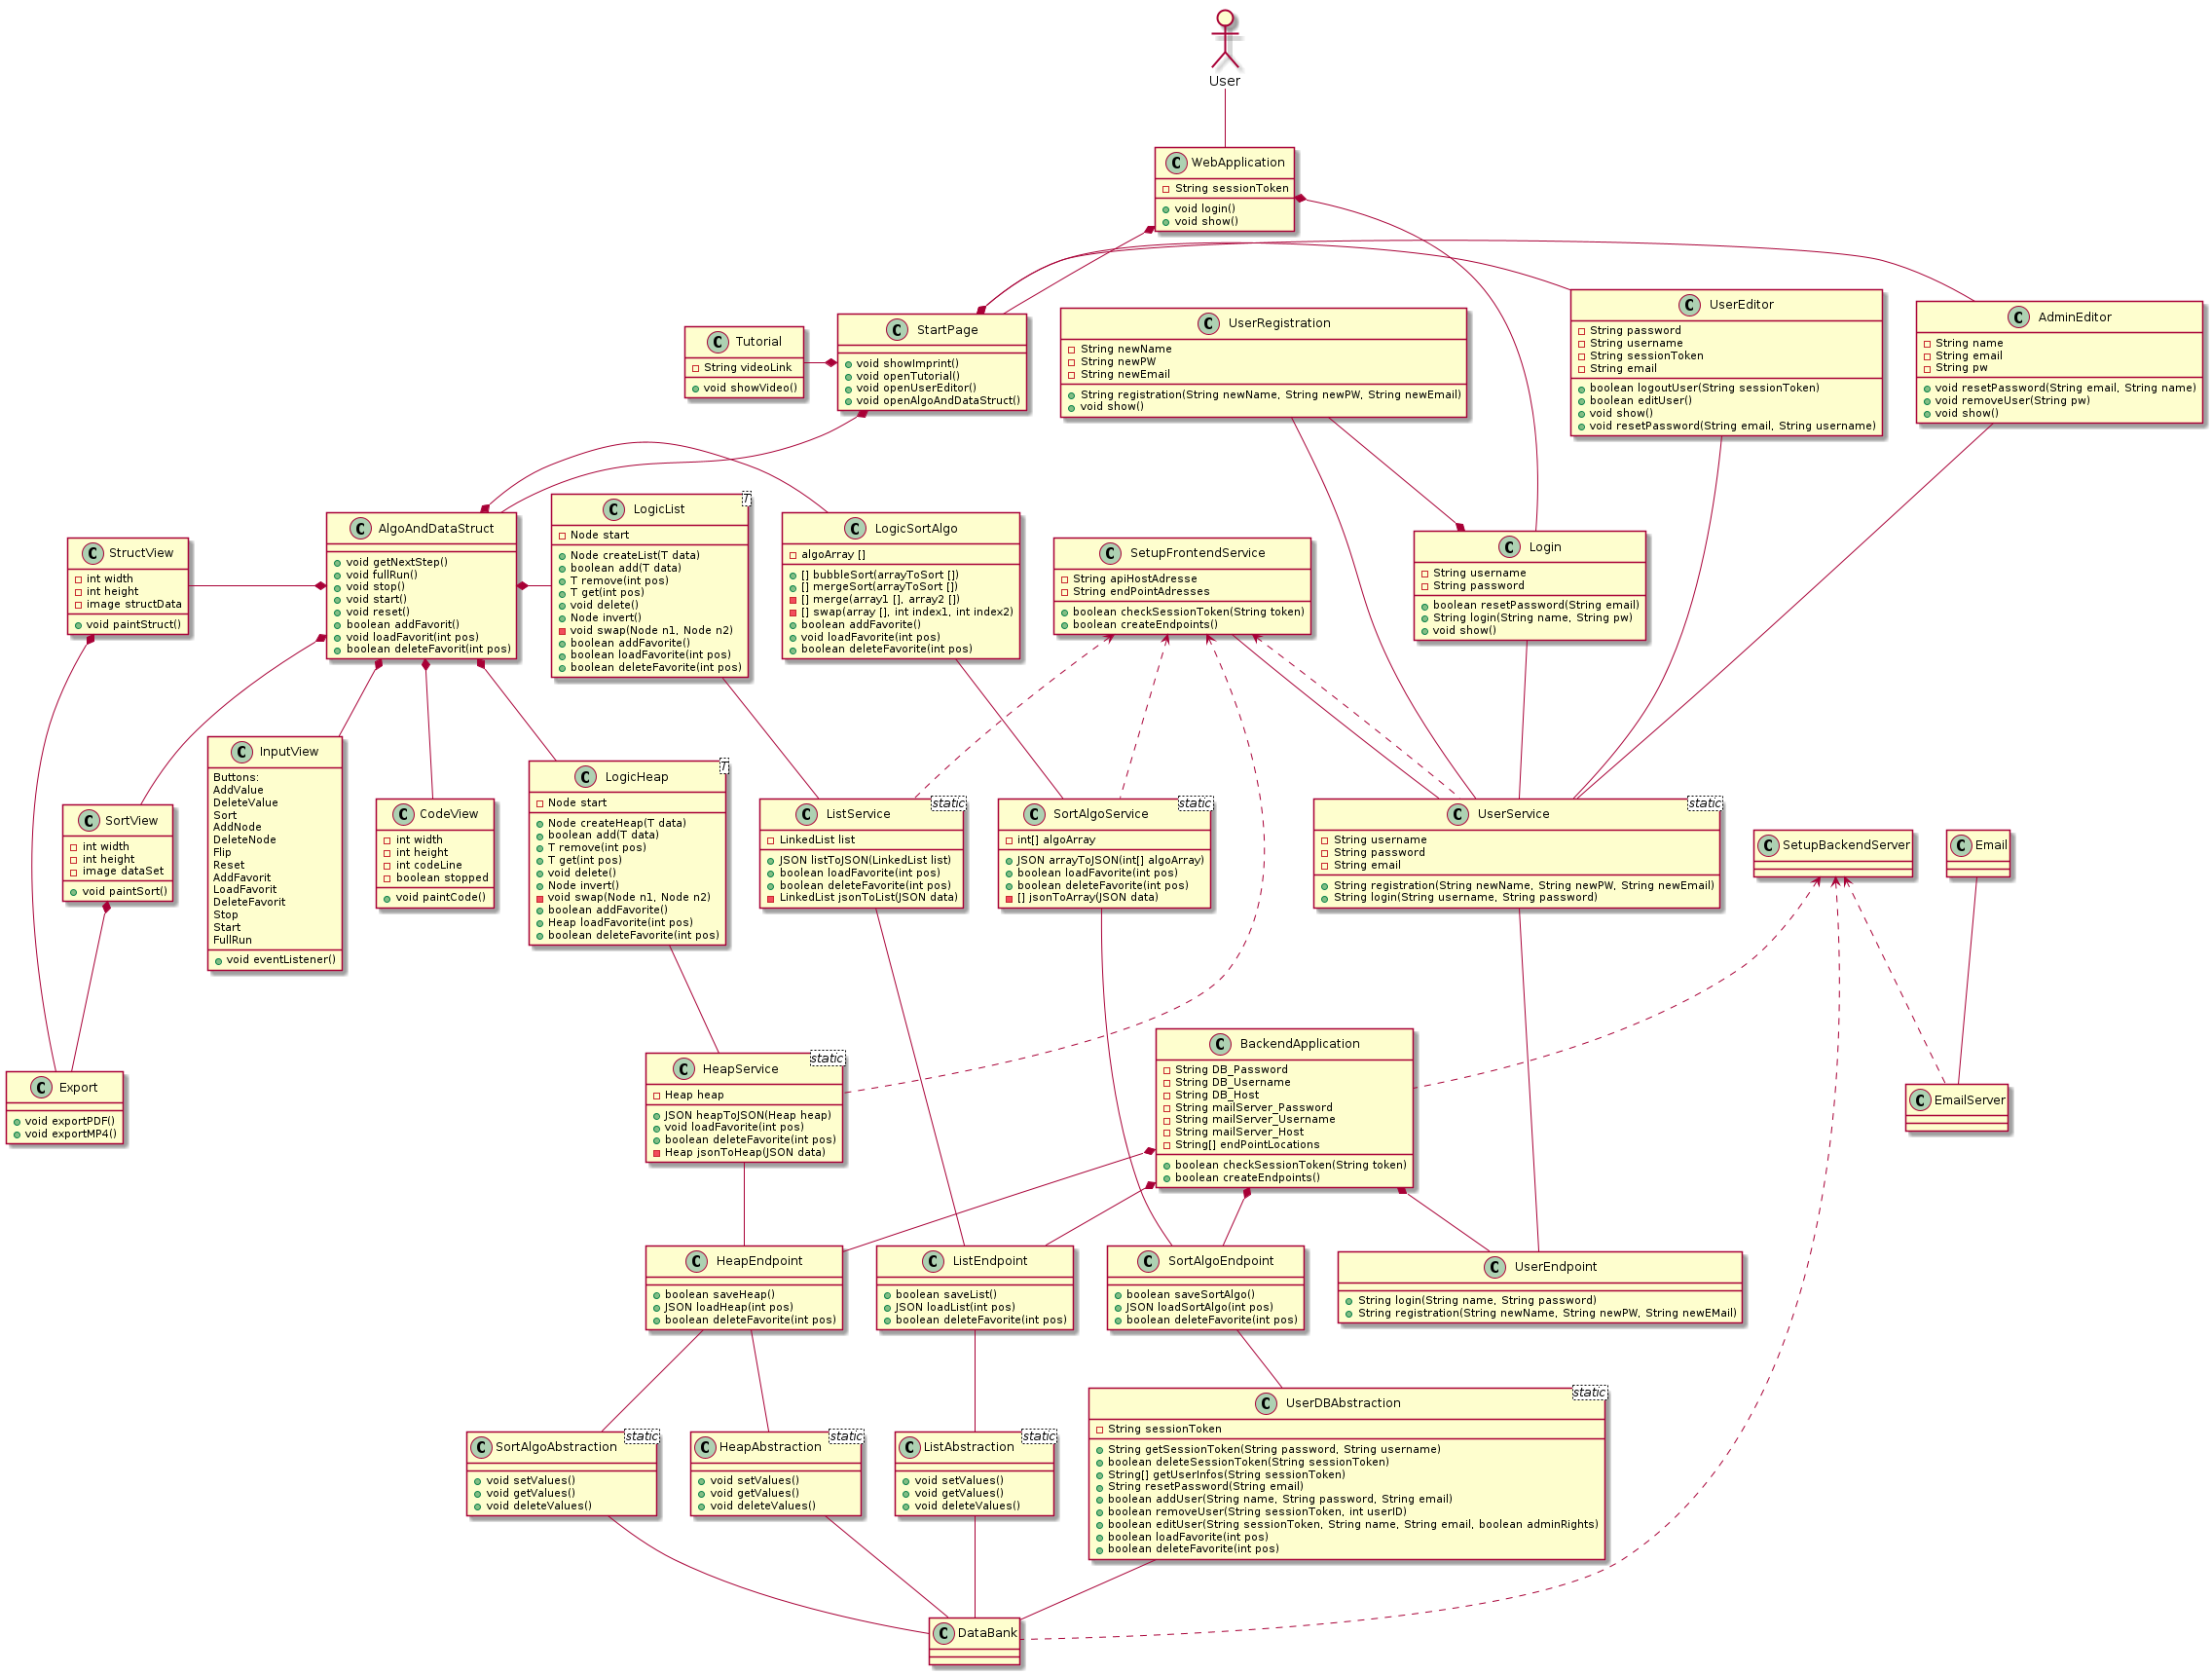 User
WebApplication
String sessionToken
void login()
void show()
UserEditor
String password
String username
String sessionToken
String email
boolean logoutUser(String sessionToken)
boolean editUser()
void show()
void resetPassword(String email, String username)
AdminEditor
String name
String email
String pw
void resetPassword(String email, String name)
void removeUser(String pw)
void show()
UserRegistration
String newName
String newPW
String newEmail
String registration(String newName, String newPW, String newEmail)
void show()
StartPage
void showImprint()
void openTutorial()
void openUserEditor()
void openAlgoAndDataStruct()
Tutorial
String videoLink
void showVideo()
LogicList
T
Node start
Node createList(T data)
boolean add(T data)
T remove(int pos)
T get(int pos)
void delete()
Node invert()
void swap(Node n1, Node n2)
boolean addFavorite()
boolean loadFavorite(int pos)
boolean deleteFavorite(int pos)
AlgoAndDataStruct
void getNextStep()
void fullRun()
void stop()
void start()
void reset()
boolean addFavorit()
void loadFavorit(int pos)
boolean deleteFavorit(int pos)
LogicSortAlgo
algoArray []
[] bubbleSort(arrayToSort [])
[] mergeSort(arrayToSort [])
[] merge(array1 [], array2 [])
[] swap(array [], int index1, int index2)
boolean addFavorite()
void loadFavorite(int pos)
boolean deleteFavorite(int pos)
StructView
int width
int height
image structData
void paintStruct()
SetupFrontendService
String apiHostAdresse
String endPointAdresses
boolean checkSessionToken(String token)
boolean createEndpoints()
Login
String username
String password
boolean resetPassword(String email)
String login(String name, String pw)
void show()
InputView
Buttons:
AddValue
DeleteValue
Sort
AddNode
DeleteNode
Flip
Reset
AddFavorit
LoadFavorit
DeleteFavorit
Stop
Start
FullRun
void eventListener()
LogicHeap
T
Node start
Node createHeap(T data)
boolean add(T data)
T remove(int pos)
T get(int pos)
void delete()
Node invert()
void swap(Node n1, Node n2)
boolean addFavorite()
Heap loadFavorite(int pos)
boolean deleteFavorite(int pos)
SortView
int width
int height
image dataSet
void paintSort()
CodeView
int width
int height
int codeLine
boolean stopped
void paintCode()
ListService
static
LinkedList list
JSON listToJSON(LinkedList list)
boolean loadFavorite(int pos)
boolean deleteFavorite(int pos)
LinkedList jsonToList(JSON data)
SortAlgoService
static
int[] algoArray
JSON arrayToJSON(int[] algoArray)
boolean loadFavorite(int pos)
boolean deleteFavorite(int pos)
[] jsonToArray(JSON data)
UserService
static
String username
String password
String email
String registration(String newName, String newPW, String newEmail)
String login(String username, String password)
SetupBackendServer
Email
BackendApplication
String DB_Password
String DB_Username
String DB_Host
String mailServer_Password
String mailServer_Username
String mailServer_Host
String[] endPointLocations
boolean checkSessionToken(String token)
boolean createEndpoints()
HeapService
static
Heap heap
JSON heapToJSON(Heap heap)
void loadFavorite(int pos)
boolean deleteFavorite(int pos)
Heap jsonToHeap(JSON data)
Export
void exportPDF()
void exportMP4()
EmailServer
HeapEndpoint
boolean saveHeap()
JSON loadHeap(int pos)
boolean deleteFavorite(int pos)
ListEndpoint
boolean saveList()
JSON loadList(int pos)
boolean deleteFavorite(int pos)
SortAlgoEndpoint
boolean saveSortAlgo()
JSON loadSortAlgo(int pos)
boolean deleteFavorite(int pos)
UserEndpoint
String login(String name, String password)
String registration(String newName, String newPW, String newEMail)
SortAlgoAbstraction
static
void setValues()
void getValues()
void deleteValues()
HeapAbstraction
static
void setValues()
void getValues()
void deleteValues()
ListAbstraction
static
void setValues()
void getValues()
void deleteValues()
UserDBAbstraction
static
String sessionToken
String getSessionToken(String password, String username)
boolean deleteSessionToken(String sessionToken)
String[] getUserInfos(String sessionToken)
String resetPassword(String email)
boolean addUser(String name, String password, String email)
boolean removeUser(String sessionToken, int userID)
boolean editUser(String sessionToken, String name, String email, boolean adminRights)
boolean loadFavorite(int pos)
boolean deleteFavorite(int pos)
DataBank